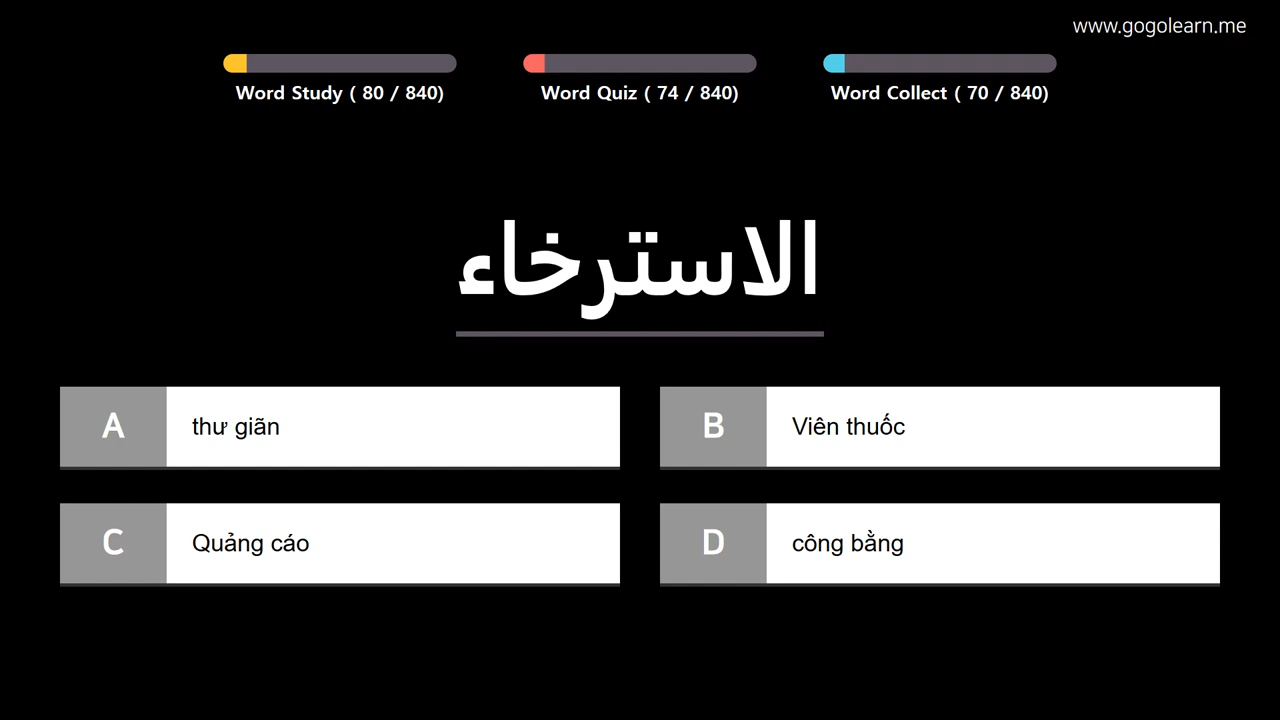 www.gogolearn.me
Word Study ( 80 / 840)
Word Quiz ( 74 / 840)
Word Collect ( 70 / 840)
الاسترخاء
A thư giãn
B Viên thuốc
C Quảng cáo
D công bằng